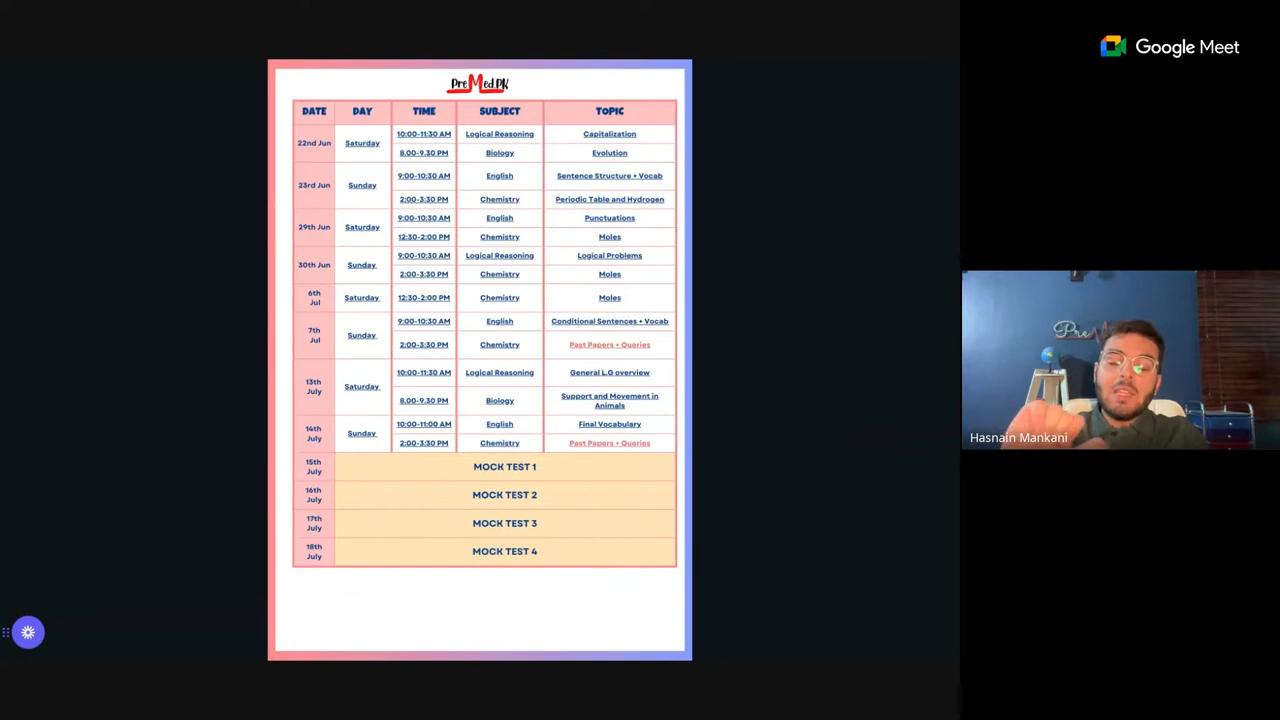 Google Meet
PreMed.PK
DATE DAY TIME SUBJECT TOPIC
22nd Jun Saturday 10:00-11:30 AM Logical Reasoning Capitalization
8.00-9.30 PM Biology Evolution
23rd Jun Sunday 9:00-10:30 AM English Sentence Structure + Vocab
2:00-3:30 PM Chemistry Periodic Table and Hydrogen
29th Jun Saturday 9:00-10:30 AM English Punctuations
12:30-2:00 PM Chemistry Moles
30th Jun Sunday 9:00-10:30 AM Logical Reasoning Logical Problems
2:00-3:30 PM Chemistry Moles
6th Jul Saturday 12:30-2:00 PM Chemistry Moles
7th Jul Sunday 9:00-10:30 AM English Conditional Sentences + Vocab
2:00-3:30 PM Chemistry Past Papers + Queries
13th July Saturday 10:00-11:30 AM Logical Reasoning General L.G overview
8.00-9.30 PM Biology Support and Movement in Animals
14th July Sunday 10:00-11:00 AM English Final Vocabulary
2:00-3:30 PM Chemistry Past Papers + Queries
15th July MOCK TEST 1
16th July MOCK TEST 2
17th July MOCK TEST 3
18th July MOCK TEST 4
Pre
Hasnain Mankani